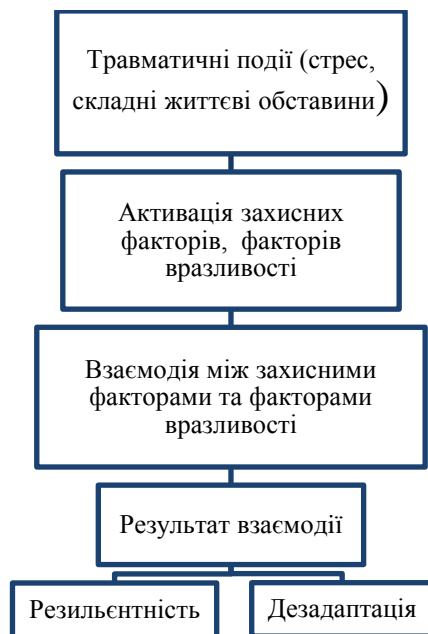 Травматичні події (стрес,
складні життєві обставини)
Активація захисних
факторів, факторів
вразливості
Взаємодія між захисними
факторами та факторами
вразливості
Результат взаємодії
Резильєнтність
Дезадаптація